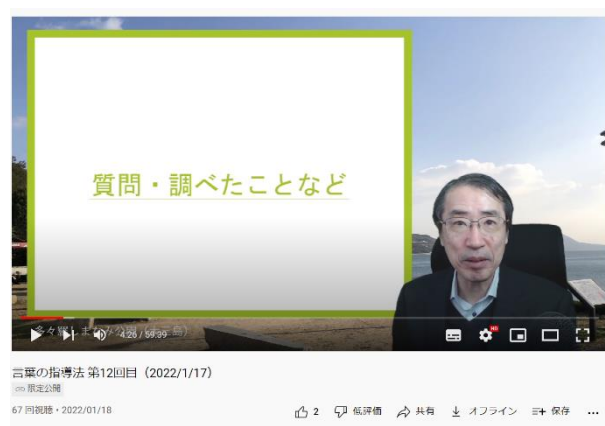 質問・調べたことなど
4:26 / 59:39
HD
言葉の指導法 第12回目（2022/1/17）
限定公開
67 回視聴・2022/01/18
2 低評価 共有 オフライン 保存 …